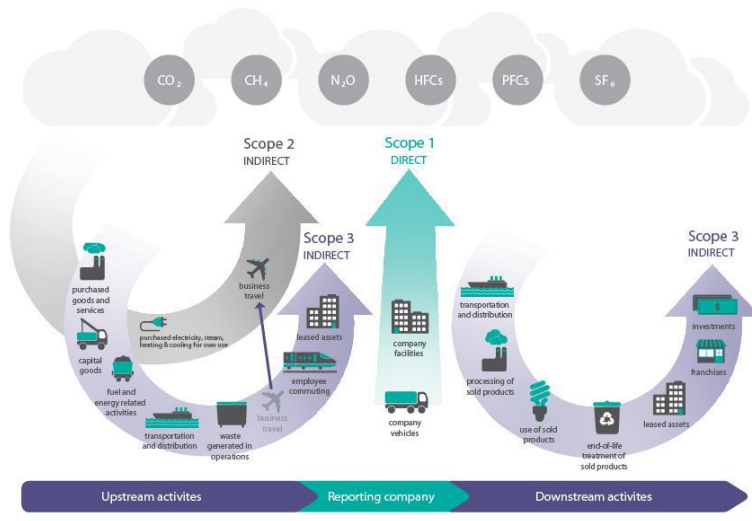 CO₂
CH₄
N₂O
HFCs
PFCs
SF₆
Scope 2
INDIRECT
Scope 1
DIRECT
Scope 3
INDIRECT
Scope 3
INDIRECT
purchased
goods and
services
capital
goods
fuel and
energy related
activities
purchased electricity, steam,
heating & cooling for own use
business
travel
transportation
and distribution
waste
generated in
operations
business
travel
employee
commuting
leased assets
company
facilities
company
vehicles
transportation
and distribution
processing of
sold products
use of sold
products
end-of-life
treatment of
sold products
leased assets
franchises
investments
$
Upstream activites
Reporting company
Downstream activites